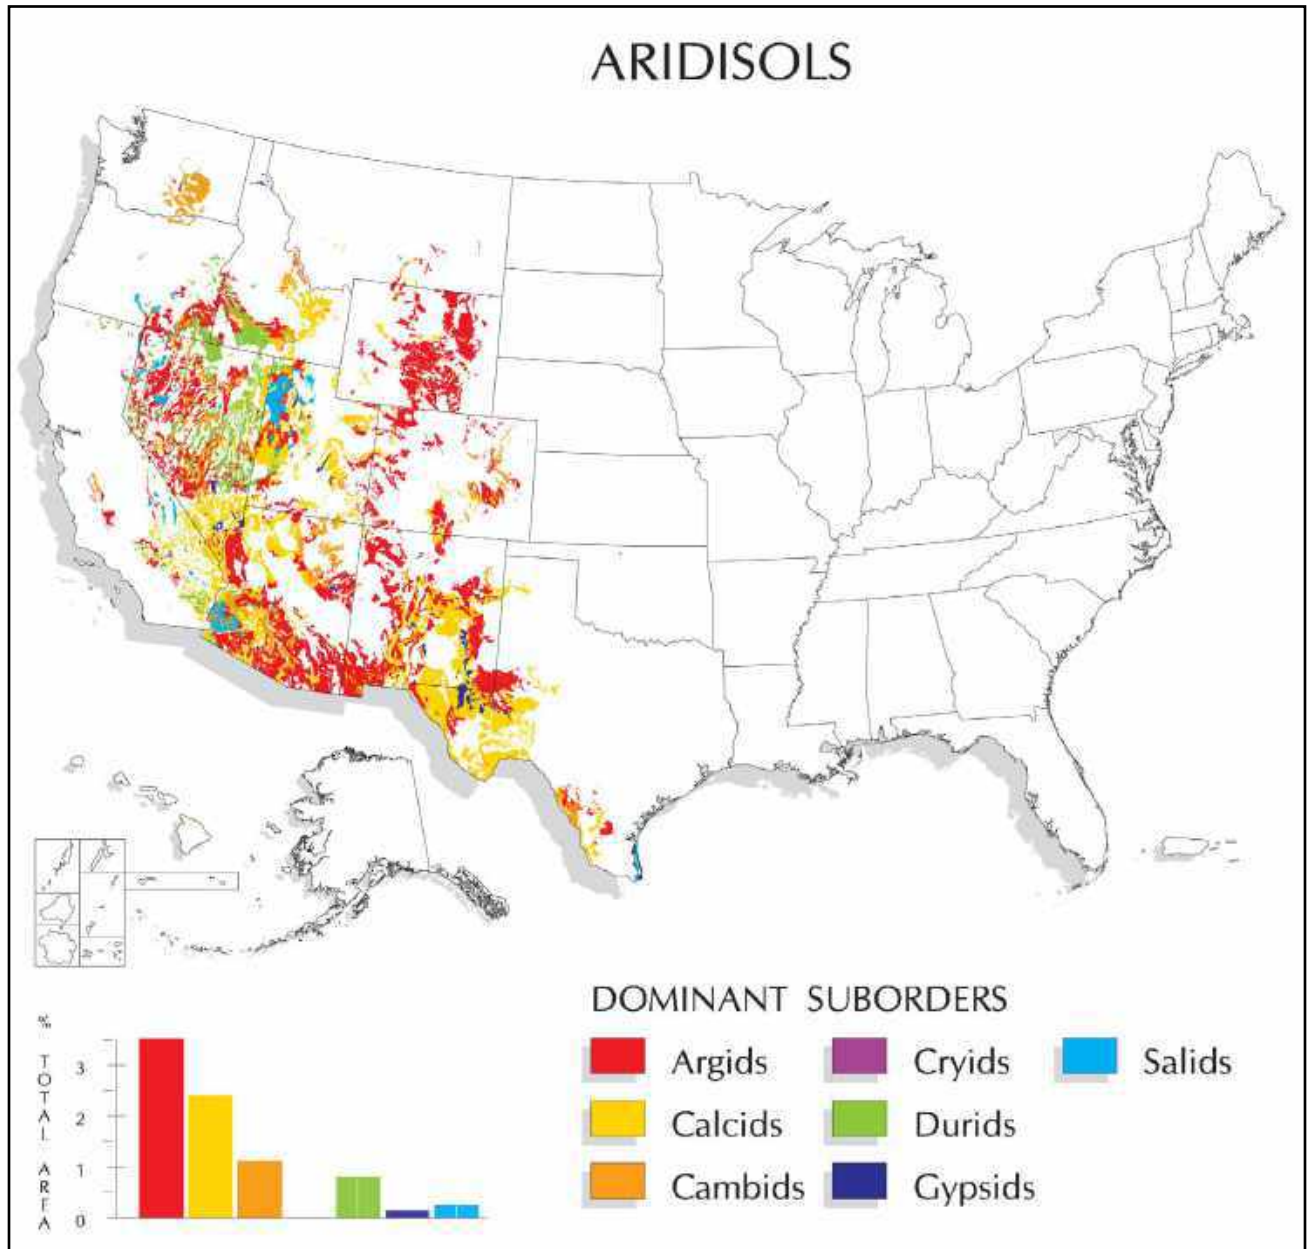 ARIDISOLS
DOMINANT SUBORDERS
Argids
Cryids
Salids
Calcids
Durids
Cambids
Gypsids
% TOTAL AREA
3
2
1
0